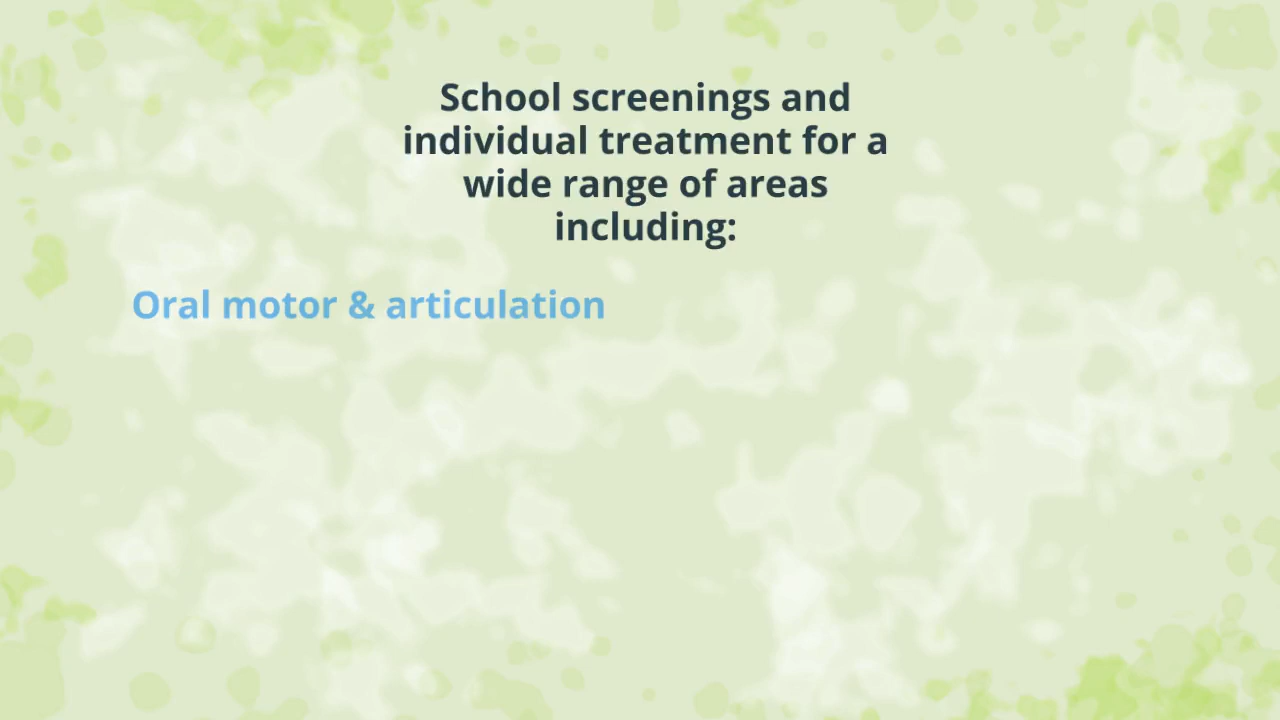 School screenings and
individual treatment for a
wide range of areas
including:
Oral motor & articulation